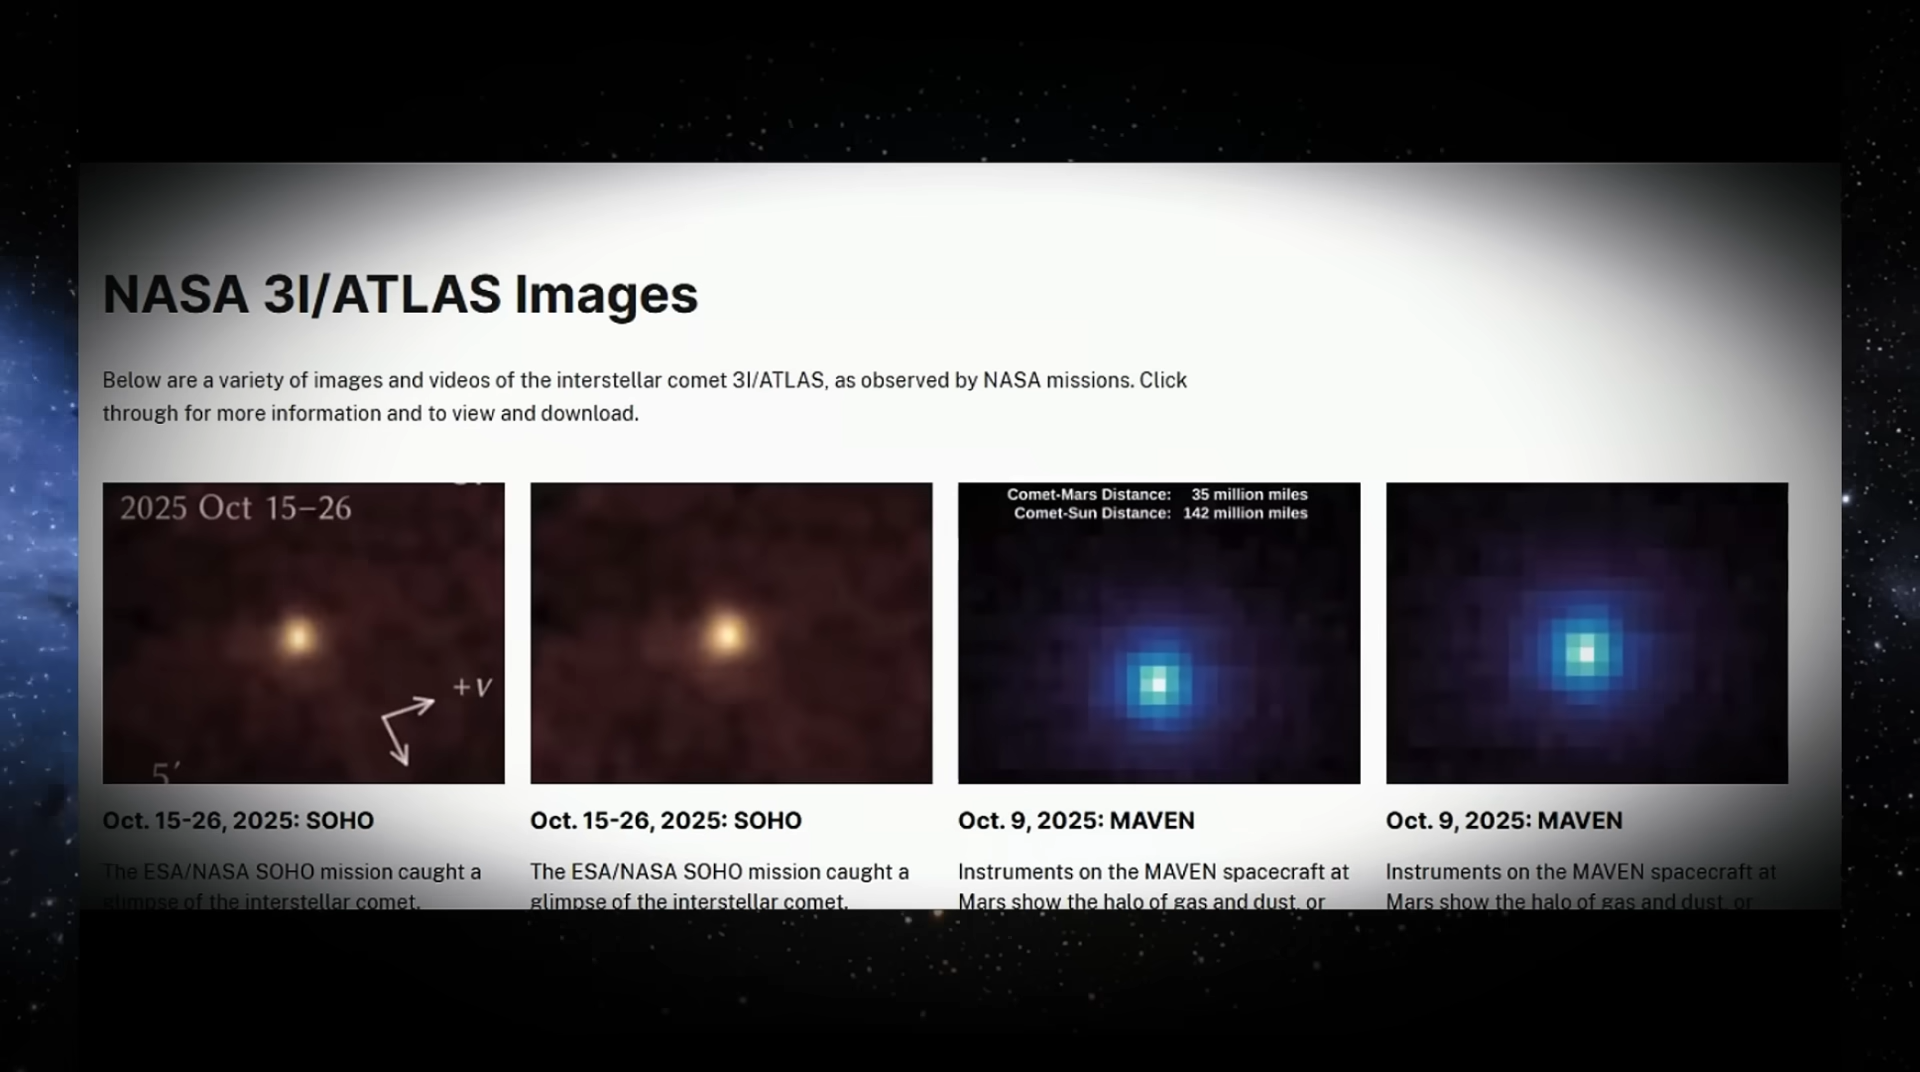 NASA 3I/ATLAS Images
Below are a variety of images and videos of the interstellar comet 3I/ATLAS, as observed by NASA missions. Click
through for more information and to view and download.
2025 Oct 15–26
+v
5′
Comet-Mars Distance: 35 million miles
Comet-Sun Distance: 142 million miles
Oct. 15-26, 2025: SOHO
The ESA/NASA SOHO mission caught a
glimpse of the interstellar comet.
Oct. 15-26, 2025: SOHO
The ESA/NASA SOHO mission caught a
glimpse of the interstellar comet.
Oct. 9, 2025: MAVEN
Instruments on the MAVEN spacecraft at
Mars show the halo of gas and dust, or
Oct. 9, 2025: MAVEN
Instruments on the MAVEN spacecraft at
Mars show the halo of gas and dust, or